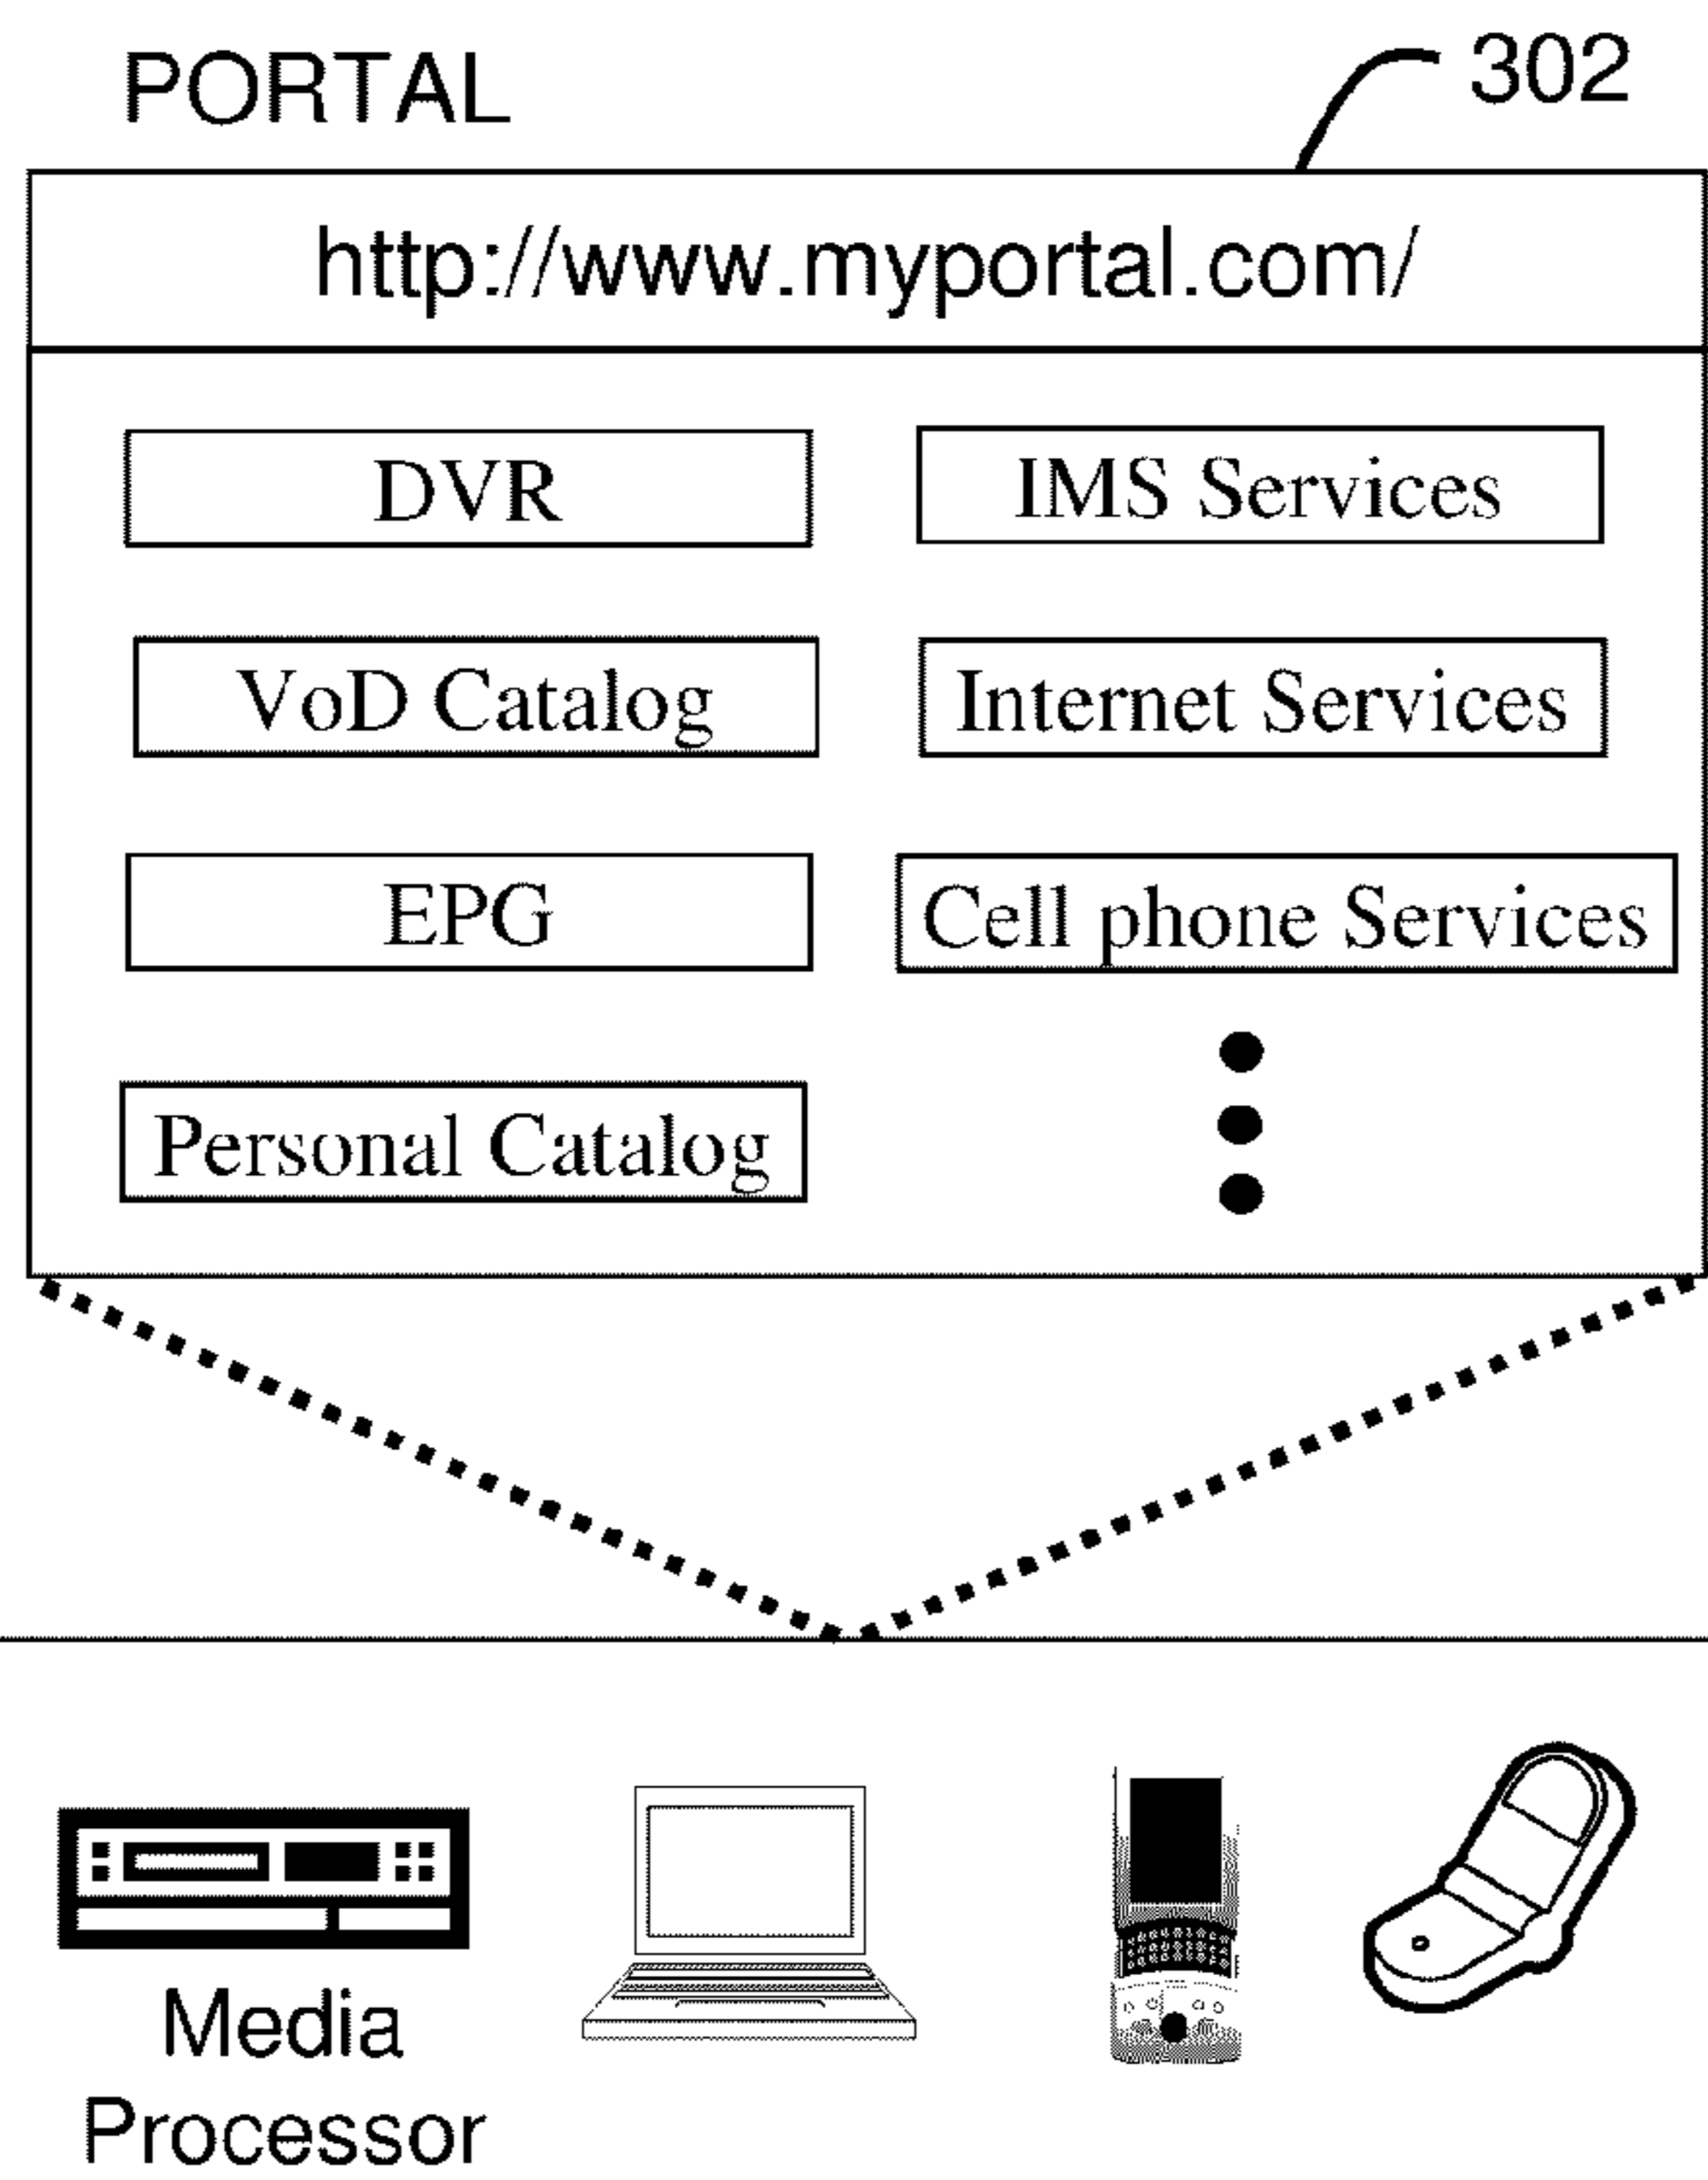 PORTAL
302
http://www.myportal.com/
DVR
IMS Services
VoD Catalog
Internet Services
EPG
Cell phone Services
Personal Catalog
Media
Processor